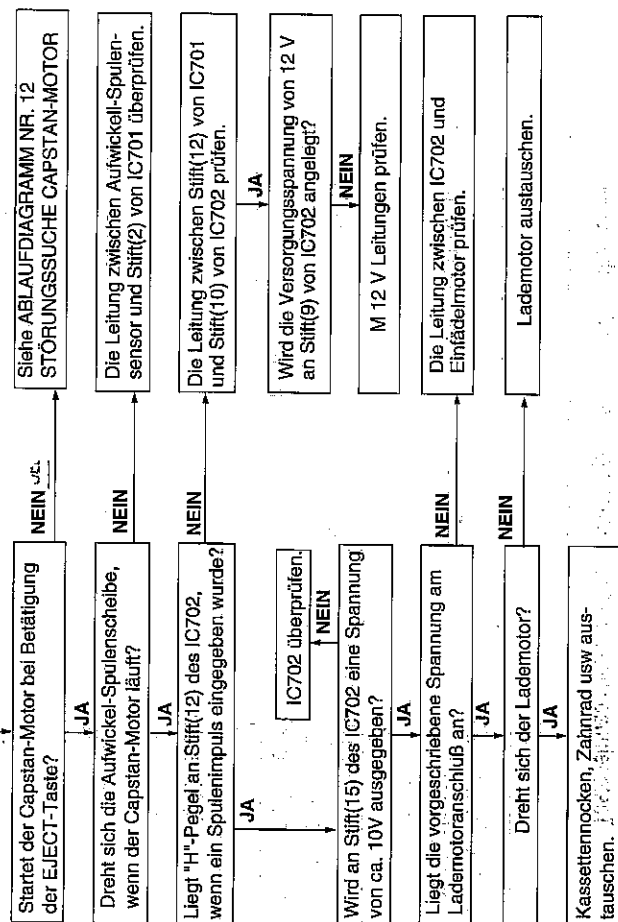 Startet der Capstan-Motor bei Betätigung
der EJECT-Taste?
NEIN
Siehe ABLAUFDIAGRAMM NR. 12
STÖRUNGSSUCHE CAPSTAN-MOTOR
JA
Dreht sich die Aufwickel-Spulenscheibe,
wenn der Capstan-Motor läuft?
NEIN
Die Leitung zwischen Aufwickell-Spulen-
sensor und Stift(2) von IC701 überprüfen.
JA
Liegt "H"-Pegel an Stift(12) des IC702,
wenn ein Spulenimpuls eingegeben wurde?
NEIN
Die Leitung zwischen Stift(12) von IC701
und Stift(10) von IC702 prüfen.
JA
Wird die Versorgungsspannung von 12 V
an Stift(9) von IC702 angelegt?
NEIN
M 12 V Leitungen prüfen.
JA
IC702 überprüfen.
NEIN
Wird an Stift(15) des IC702 eine Spannung
von ca. 10V ausgegeben?
JA
Liegt die vorgeschriebene Spannung am
Lademotoranschluß an?
NEIN
Die Leitung zwischen IC702 und
Einfädelmotor prüfen.
JA
Dreht sich der Lademotor?
NEIN
Lademotor austauschen.
JA
Kassettennocken, Zahnrad usw aus-
tauschen.